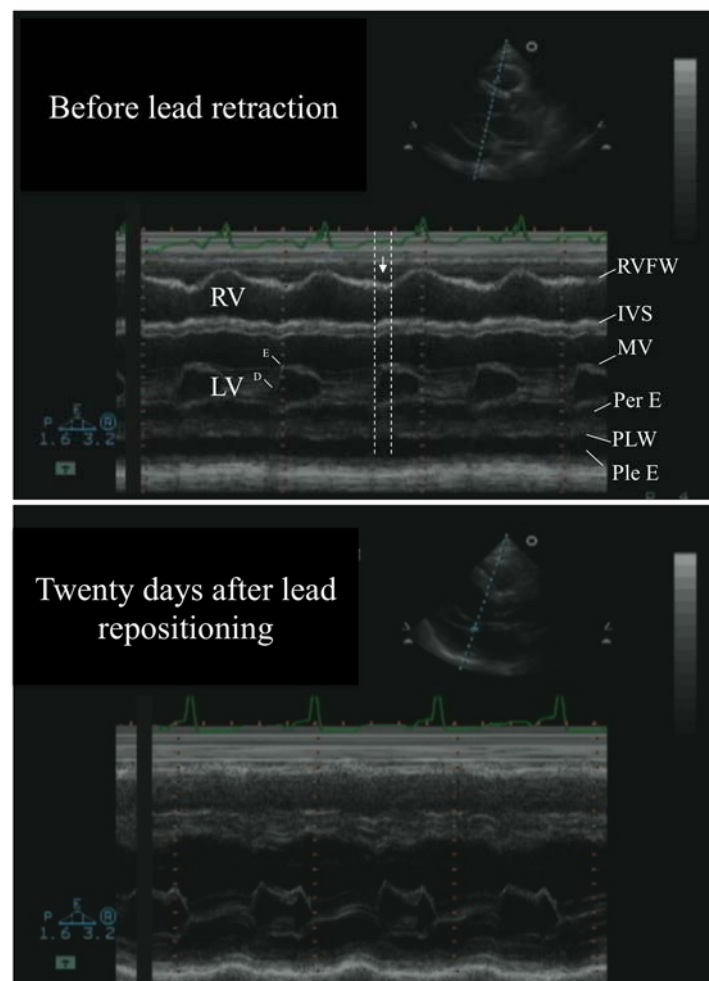 Before lead retraction
RVFW
RV
IVS
MV
E
D
LV
Per E
P R
1.6 3.2
PLW
T
Ple E
Twenty days after lead
repositioning
P R
1.6 3.2
T